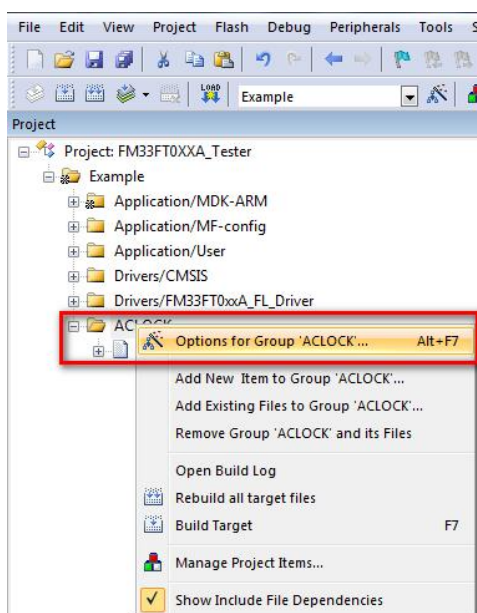 File Edit View Project Flash Debug Peripherals Tools S
LOAD
Example
Project
Project: FM33FT0XXA_Tester
Example
Application/MDK-ARM
Application/MF-config
Application/User
Drivers/CMSIS
Drivers/FM33FT0xxA_FL_Driver
ACLOCK
Options for Group 'ACLOCK'... Alt+F7
Add New Item to Group 'ACLOCK'...
Add Existing Files to Group 'ACLOCK'...
Remove Group 'ACLOCK' and its Files
Open Build Log
Rebuild all target files
Build Target F7
Manage Project Items...
Show Include File Dependencies